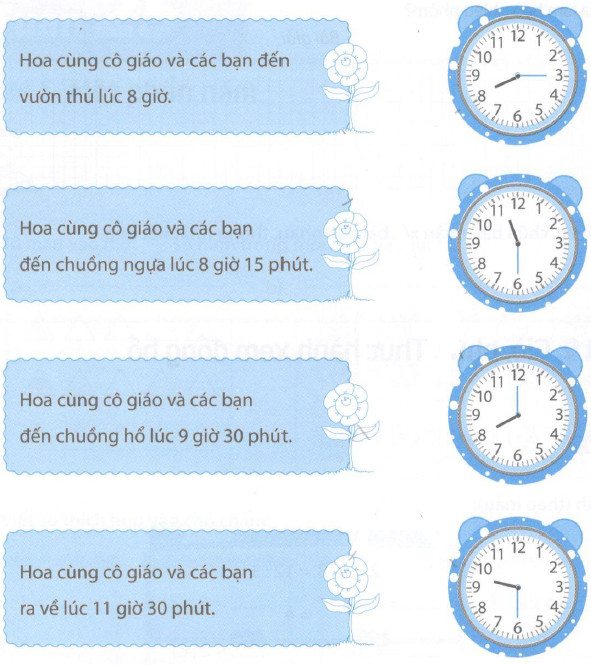 Hoa cùng cô giáo và các bạn đến
vườn thú lúc 8 giờ.
11 12 1
10 2
9 3
8 4
7 6 5
Hoa cùng cô giáo và các bạn
đến chuồng ngựa lúc 8 giờ 15 phút.
11 12 1
10 2
9 3
8 4
7 6 5
Hoa cùng cô giáo và các bạn
đến chuồng hổ lúc 9 giờ 30 phút.
11 12 1
10 2
9 3
8 4
7 6 5
Hoa cùng cô giáo và các bạn
ra về lúc 11 giờ 30 phút.
11 12 1
10 2
9 3
8 4
7 6 5